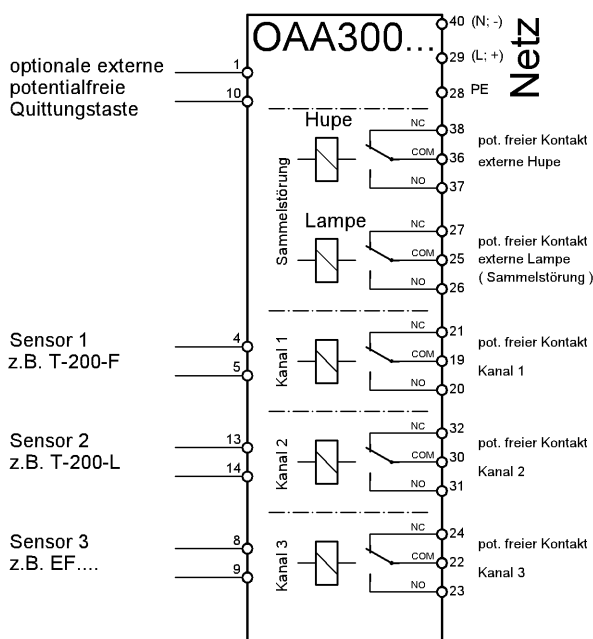 OAA300...
40 (N; -)
29 (L; +)
28 PE
Netz
optionale externe
potentialfreie
Quittungstaste
1
10
Sammelstörung
Hupe
NC
COM
NO
38
36
37
pot. freier Kontakt
externe Hupe
Lampe
NC
COM
NO
27
25
26
pot. freier Kontakt
externe Lampe
( Sammelstörung )
Sensor 1
z.B. T-200-F
4
5
Kanal 1
NC
COM
NO
21
19
20
pot. freier Kontakt
Kanal 1
Sensor 2
z.B. T-200-L
13
14
Kanal 2
NC
COM
NO
32
30
31
pot. freier Kontakt
Kanal 2
Sensor 3
z.B. EF....
8
9
Kanal 3
NC
COM
NO
24
22
23
pot. freier Kontakt
Kanal 3